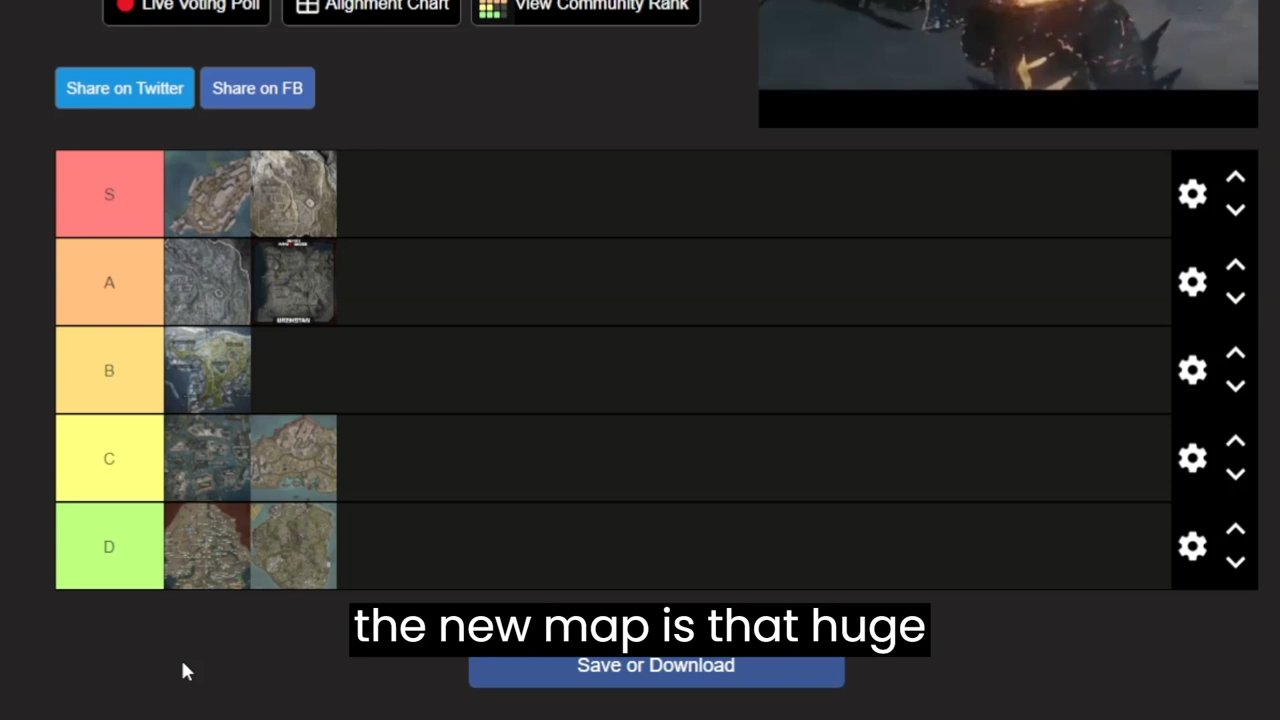 Live Voting Poll
Alignment Chart
View Community Rank
Share on Twitter
Share on FB
S
A
B
C
D
the new map is that huge
Save or Download